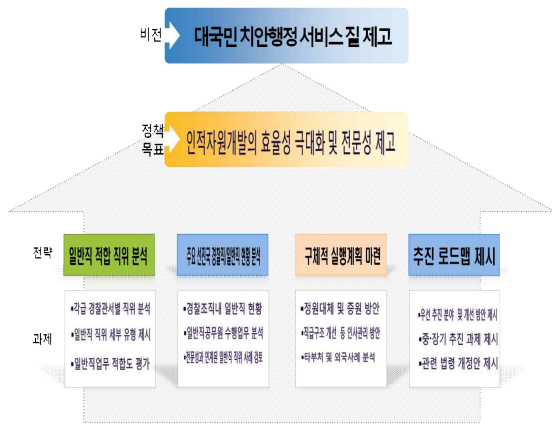 비전
대국민 치안행정 서비스 질 제고
정책
목표
인적자원개발의 효율성 극대화 및 전문성 제고
전략
일반직 적합 직위 분석
주요 선진국 경찰직일반직 현황 분석
구체적 실행계획 마련
추진 로드맵 제시
과제
▪각급 경찰관서별 직위 분석
▪일반직 직위 세부 유형 제시
▪일반직업무 적합도 평가
▪경찰조직내 일반직 현황
▪일반직공무원 수행업무 분석
▪전문성과 연계된 일반직 직위 사례 검토
▪정원대체 및 증원 방안
▪직급구조 개선 등 인사관리 방안
▪타부처 및 외국사례 분석
▪우선 추진 분야 및 개선 방안 제시
▪중·장기 추진 과제 제시
▪관련 법령 개정안 제시